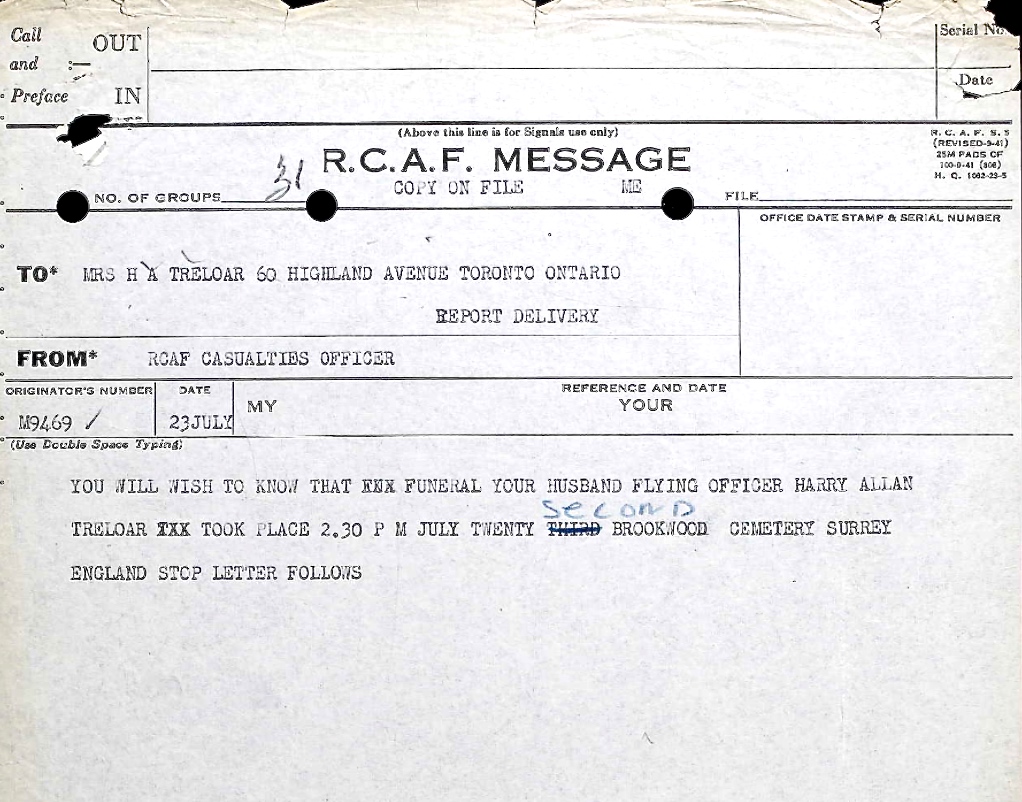 Call OUT Serial No.
and :—
Date
Preface IN
(Above this line is for Signals use only)
R.C.A.F. MESSAGE
R. C. A. F. S. 5
(REVISED-9-41)
25M PADS OF
100-9-41 (808)
H. Q. 1062-23-5
31
COPY ON FILE ME
NO. OF GROUPS FILE
OFFICE DATE STAMP & SERIAL NUMBER
TO* MRS H A TRELOAR 60 HIGHLAND AVENUE TORONTO ONTARIO
REPORT DELIVERY
FROM* RCAF CASUALTIES OFFICER
ORIGINATOR'S NUMBER DATE REFERENCE AND DATE
MY YOUR
M9469 / 23JULY
(Use Double Space Typing)
YOU WILL WISH TO KNOW THAT XXX FUNERAL YOUR HUSBAND FLYING OFFICER HARRY ALLAN
SECOND
TRELOAR XXX TOOK PLACE 2.30 P M JULY TWENTY THIRD BROOKWOOD CEMETERY SURREY
ENGLAND STOP LETTER FOLLOWS